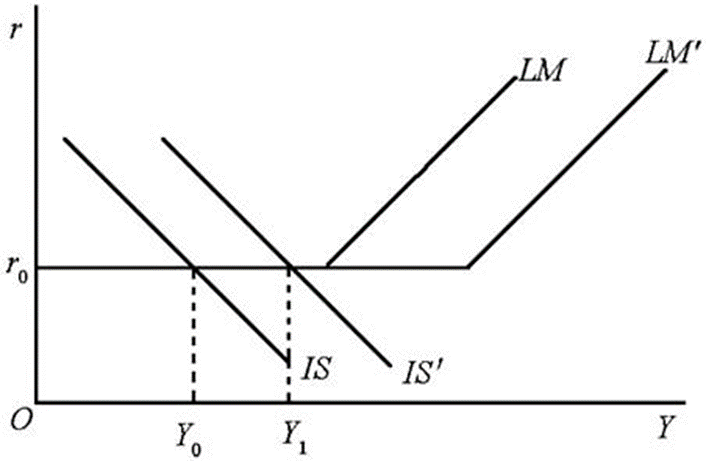 r
LM
LM′
r₀
IS
IS′
O
Y₀
Y₁
Y